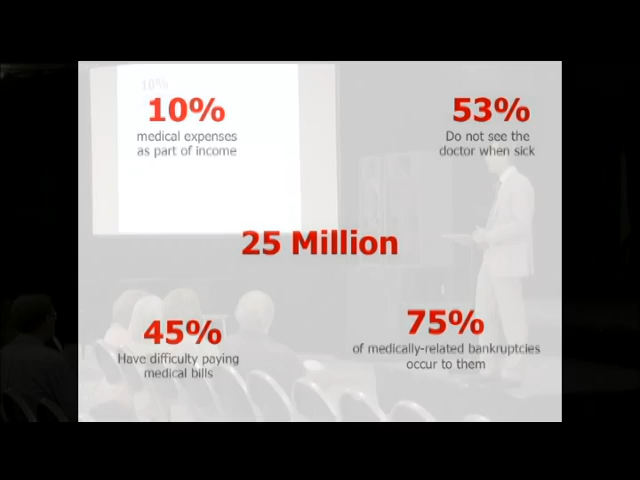 10%
10%
medical expenses
as part of income
53%
Do not see the
doctor when sick
25 Million
45%
Have difficulty paying
medical bills
75%
of medically-related bankruptcies
occur to them